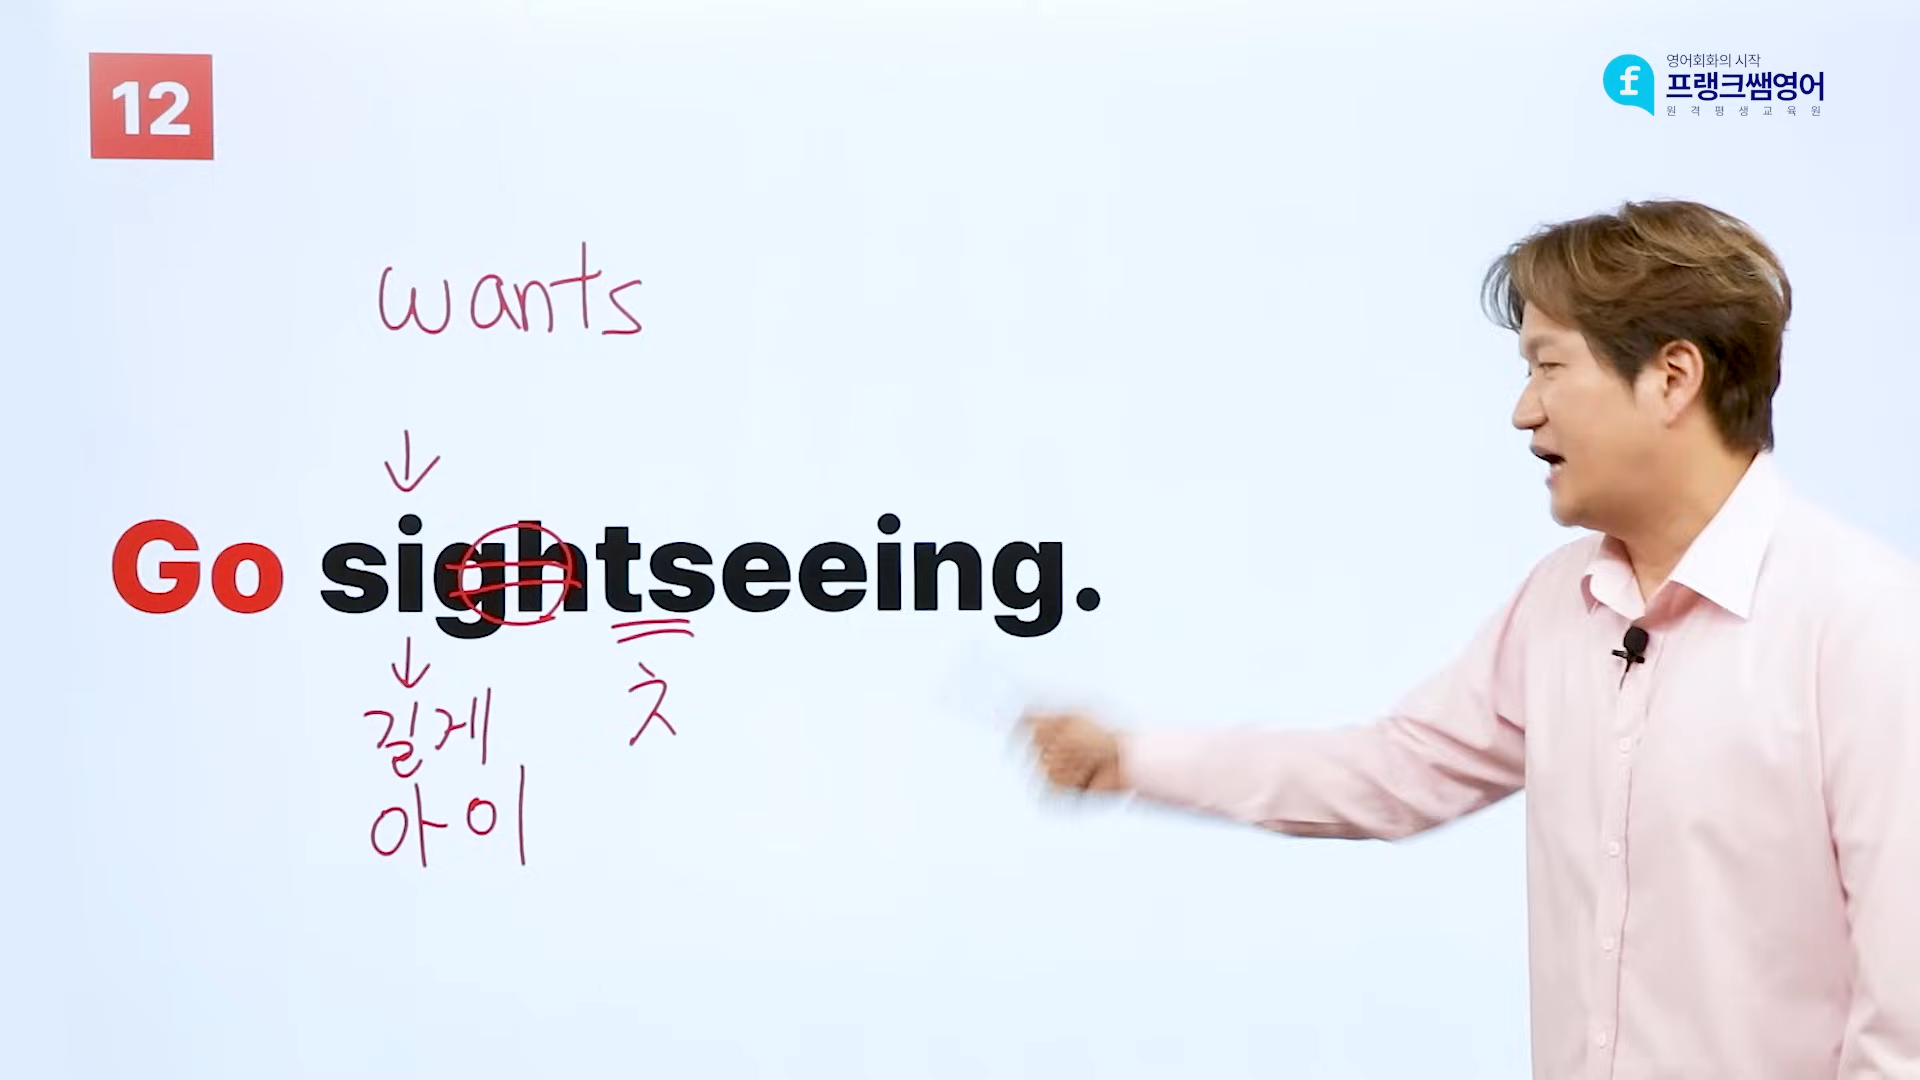 12
영어회화의 시작
프랭크쌤영어
원격평생교육원
wants
Go sightseeing.
길게 ㅊ
아이